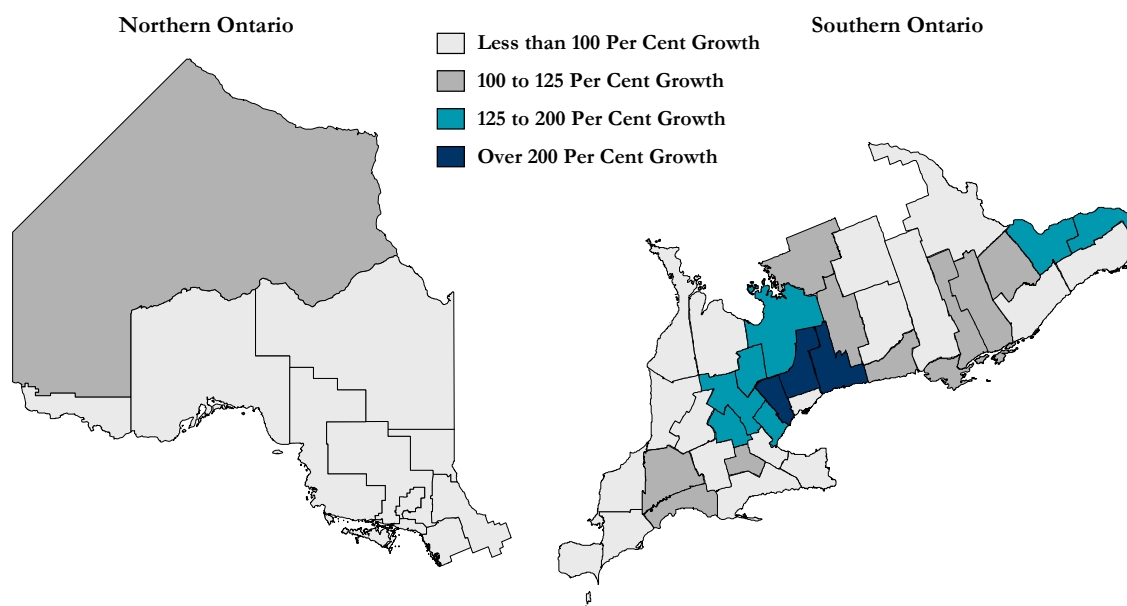 Northern Ontario
Southern Ontario
Less than 100 Per Cent Growth
100 to 125 Per Cent Growth
125 to 200 Per Cent Growth
Over 200 Per Cent Growth